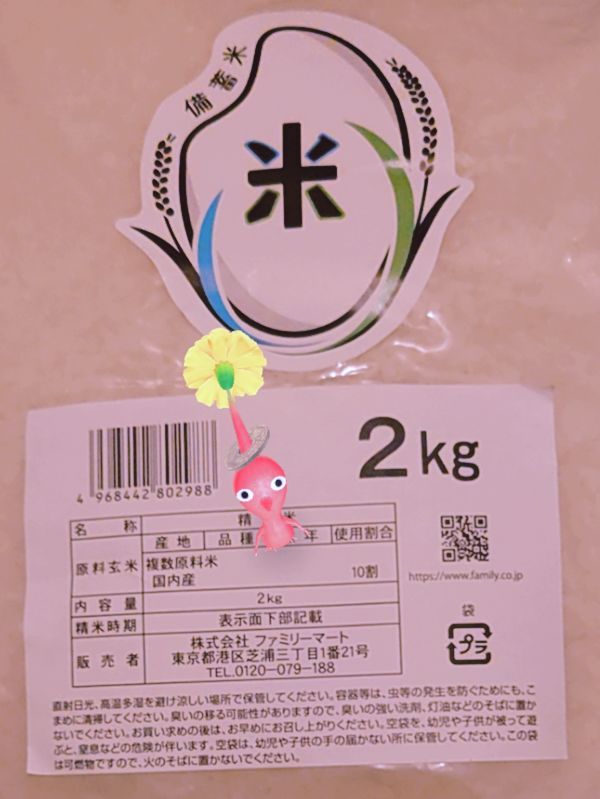 備蓄米
米
2kg
4 968442 802988
名 称 精 米
産地 品種 年 使用割合
原料玄米 複数原料米
国内産 10割
内容量 2kg
精米時期 表示面下部記載
販売者 株式会社 ファミリーマート
東京都港区芝浦三丁目1番21号
TEL.0120-079-188
https://www.family.co.jp
袋
プラ
直射日光、高温多湿を避け涼しい場所で保管してください。容器等は、虫等の発生を防ぐためにも、こ
まめに清掃してください。臭いの移る可能性がありますので、臭いの強い洗剤、灯油などのそばに置か
ないでください。お買い求めの後は、お早めにお召し上がりください。空袋を、幼児や子供が被って遊
ぶと、窒息などの危険が伴います。空袋は、幼児や子供の手の届かない所に保管してください。この袋
は可燃物ですので、火のそばに置かないでください。